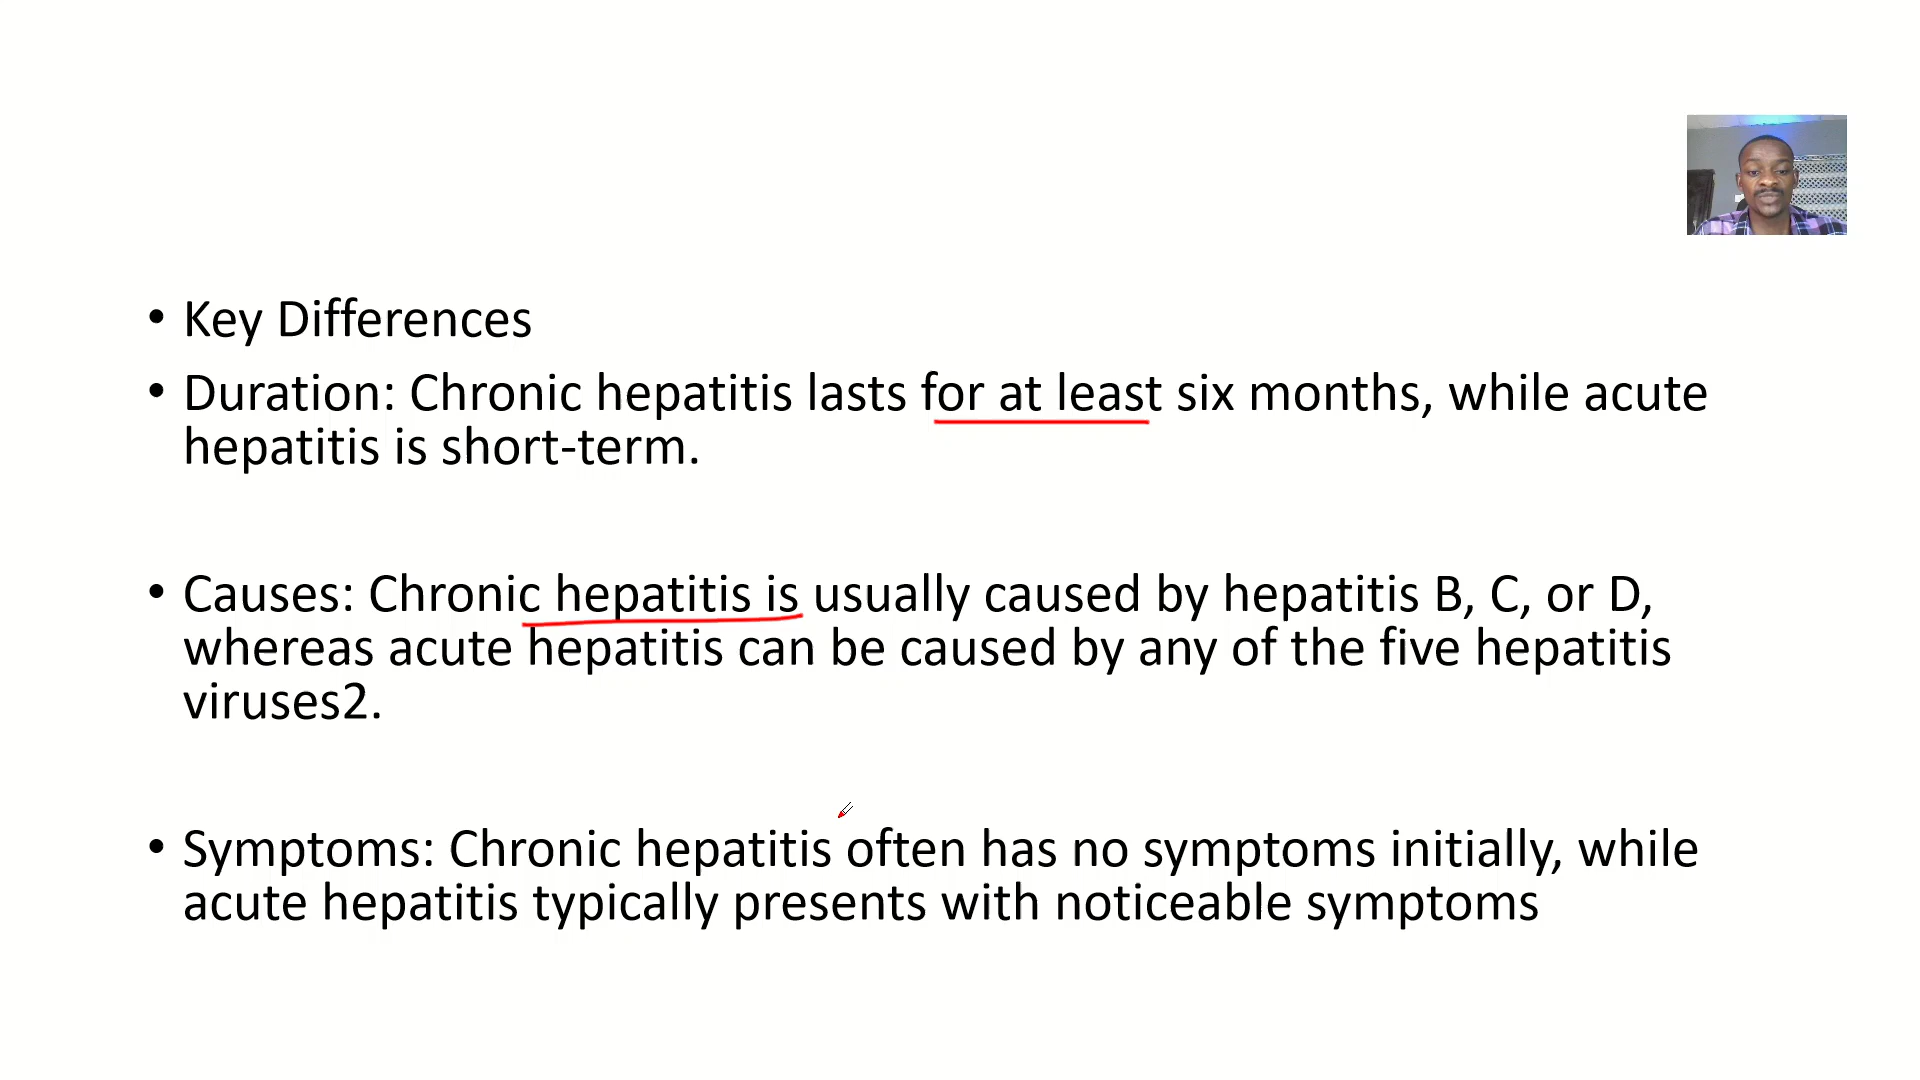 • Key Differences
• Duration: Chronic hepatitis lasts for at least six months, while acute
hepatitis is short-term.
• Causes: Chronic hepatitis is usually caused by hepatitis B, C, or D,
whereas acute hepatitis can be caused by any of the five hepatitis
viruses2.
• Symptoms: Chronic hepatitis often has no symptoms initially, while
acute hepatitis typically presents with noticeable symptoms